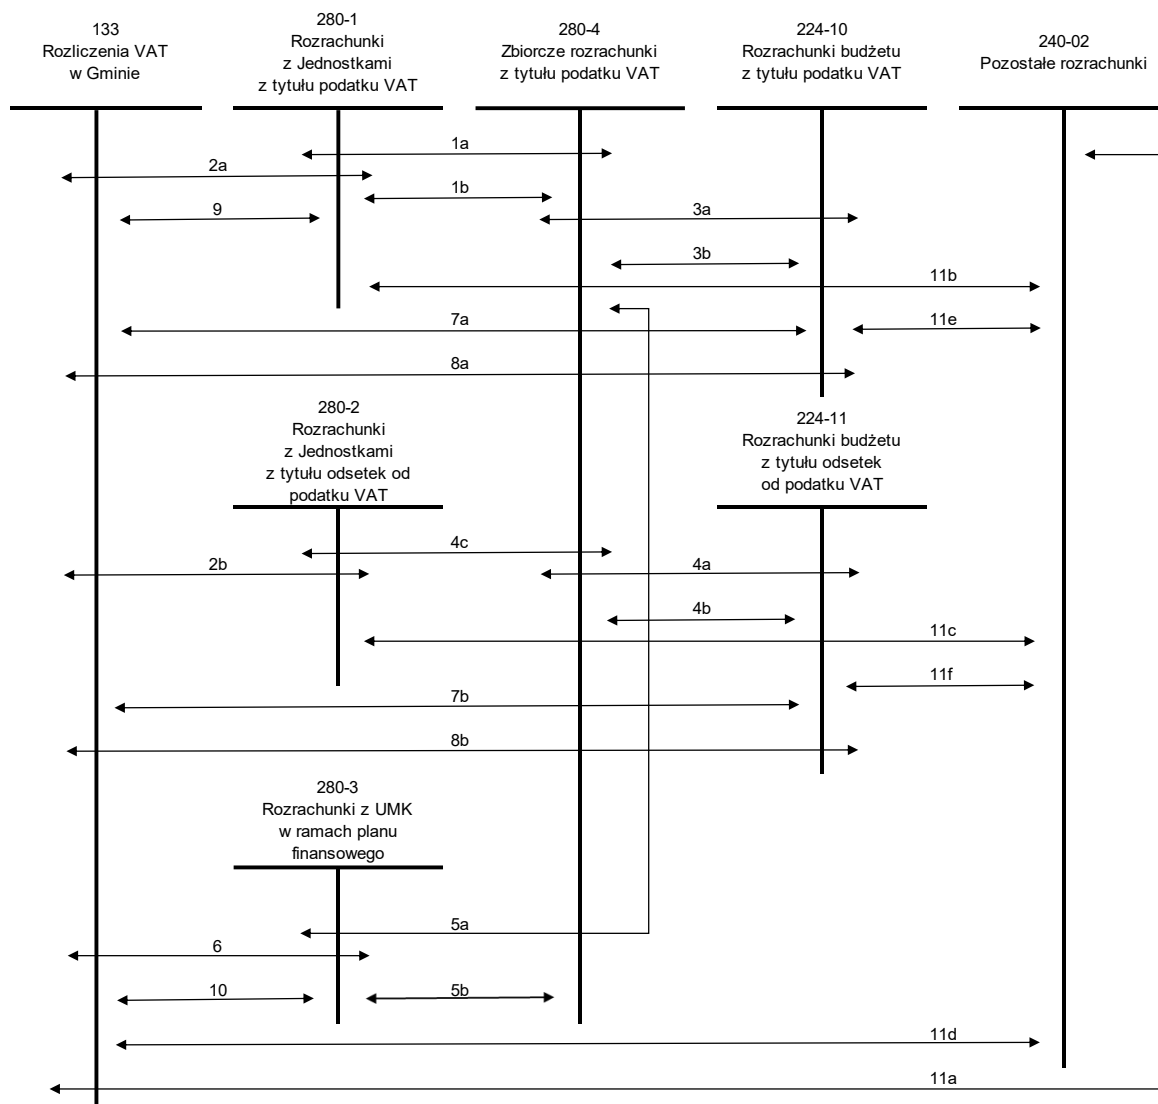 133
Rozliczenia VAT
w Gminie
280-1
Rozrachunki
z Jednostkami
z tytułu podatku VAT
280-4
Zbiorcze rozrachunki
z tytułu podatku VAT
224-10
Rozrachunki budżetu
z tytułu podatku VAT
240-02
Pozostałe rozrachunki
1a
2a
1b
9
3a
3b
11b
7a
11e
8a
280-2
Rozrachunki
z Jednostkami
z tytułu odsetek od
podatku VAT
224-11
Rozrachunki budżetu
z tytułu odsetek
od podatku VAT
4c
2b
4a
4b
11c
11f
7b
8b
280-3
Rozrachunki z UMK
w ramach planu
finansowego
5a
6
10
5b
11d
11a